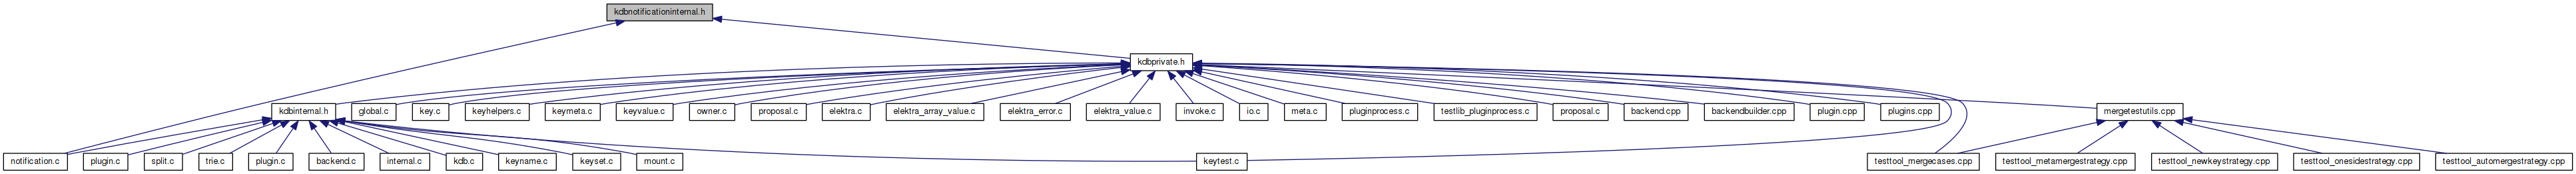 kdbnotificationinternal.h
kdbprivate.h
kdbinternal.h
global.c
key.c
keyhelpers.c
keymeta.c
keyvalue.c
owner.c
proposal.c
elektra.c
elektra_array_value.c
elektra_error.c
elektra_value.c
invoke.c
io.c
meta.c
pluginprocess.c
testlib_pluginprocess.c
proposal.c
backend.cpp
backendbuilder.cpp
plugin.cpp
plugins.cpp
mergetestutils.cpp
notification.c
plugin.c
split.c
trie.c
plugin.c
backend.c
internal.c
kdb.c
keyname.c
keyset.c
mount.c
keytest.c
testtool_mergecases.cpp
testtool_metamergestrategy.cpp
testtool_newkeystrategy.cpp
testtool_onesidestrategy.cpp
testtool_automergestrategy.cpp